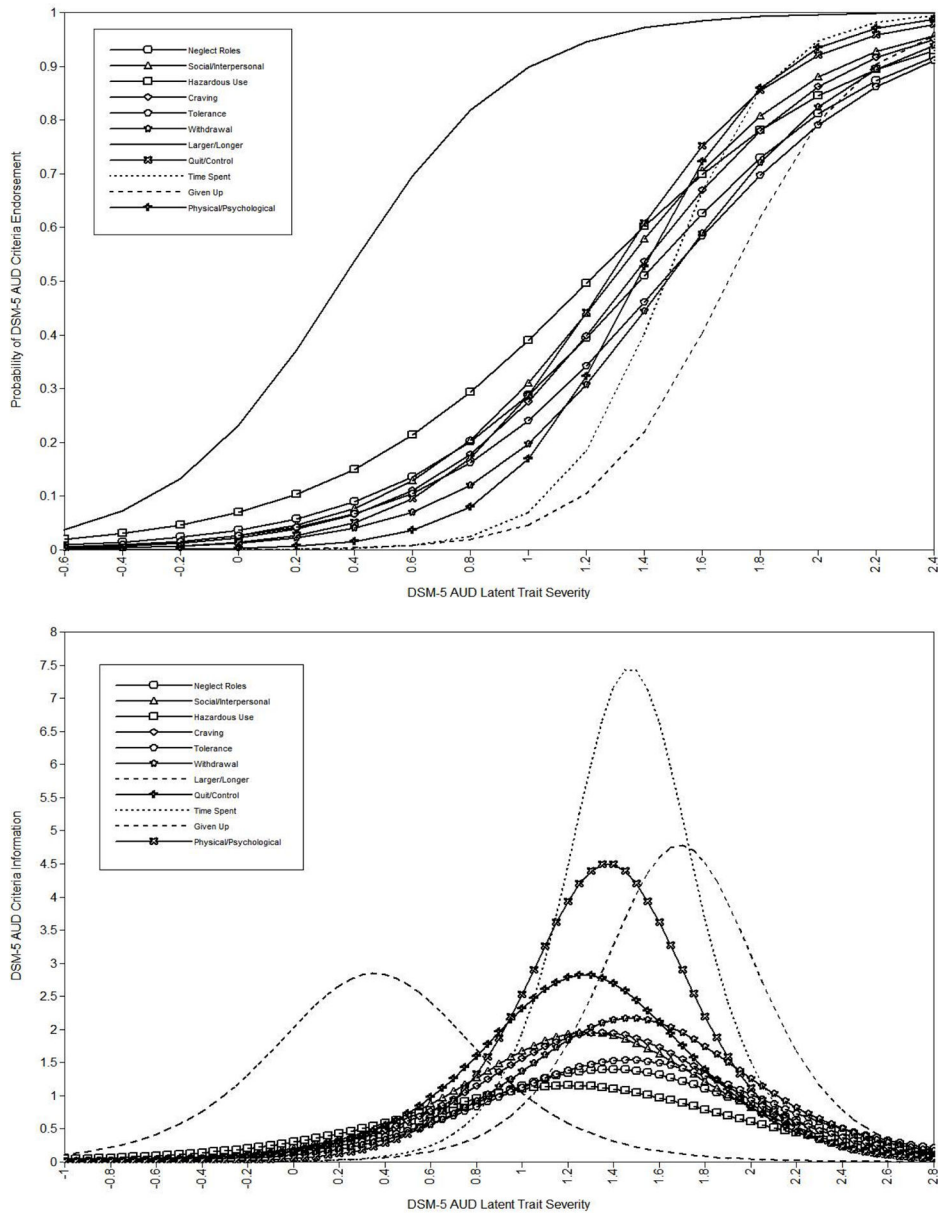 1
0.9
0.8
0.7
0.6
0.5
0.4
0.3
0.2
0.1
0
Probability of DSM-5 AUD Criteria Endorsement
Neglect Roles
Social/Interpersonal
Hazardous Use
Craving
Tolerance
Withdrawal
Larger/Longer
Quit/Control
Time Spent
Given Up
Physical/Psychological
-0.6 -0.4 -0.2 0 0.2 0.4 0.6 0.8 1 1.2 1.4 1.6 1.8 2 2.2 2.4
DSM-5 AUD Latent Trait Severity
8
7.5
7
6.5
6
5.5
5
4.5
4
3.5
3
2.5
2
1.5
1
0.5
0
DSM-5 AUD Criteria Information
Neglect Roles
Social/Interpersonal
Hazardous Use
Craving
Tolerance
Withdrawal
Larger/Longer
Quit/Control
Time Spent
Given Up
Physical/Psychological
-1 -0.8 -0.6 -0.4 -0.2 0 0.2 0.4 0.6 0.8 1 1.2 1.4 1.6 1.8 2 2.2 2.4 2.6 2.8
DSM-5 AUD Latent Trait Severity